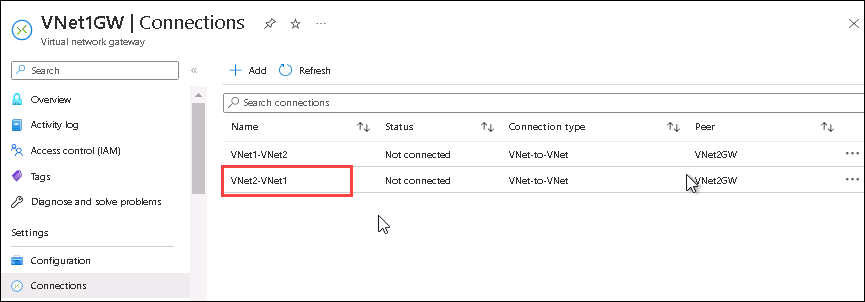 VNet1GW | Connections
Virtual network gateway
Search
«
Add
Refresh
Overview
Activity log
Access control (IAM)
Tags
Diagnose and solve problems
Settings
Configuration
Connections
Search connections
Name Status Connection type Peer
VNet1-VNet2 Not connected VNet-to-VNet VNet2GW
VNet2-VNet1 Not connected VNet-to-VNet VNet2GW